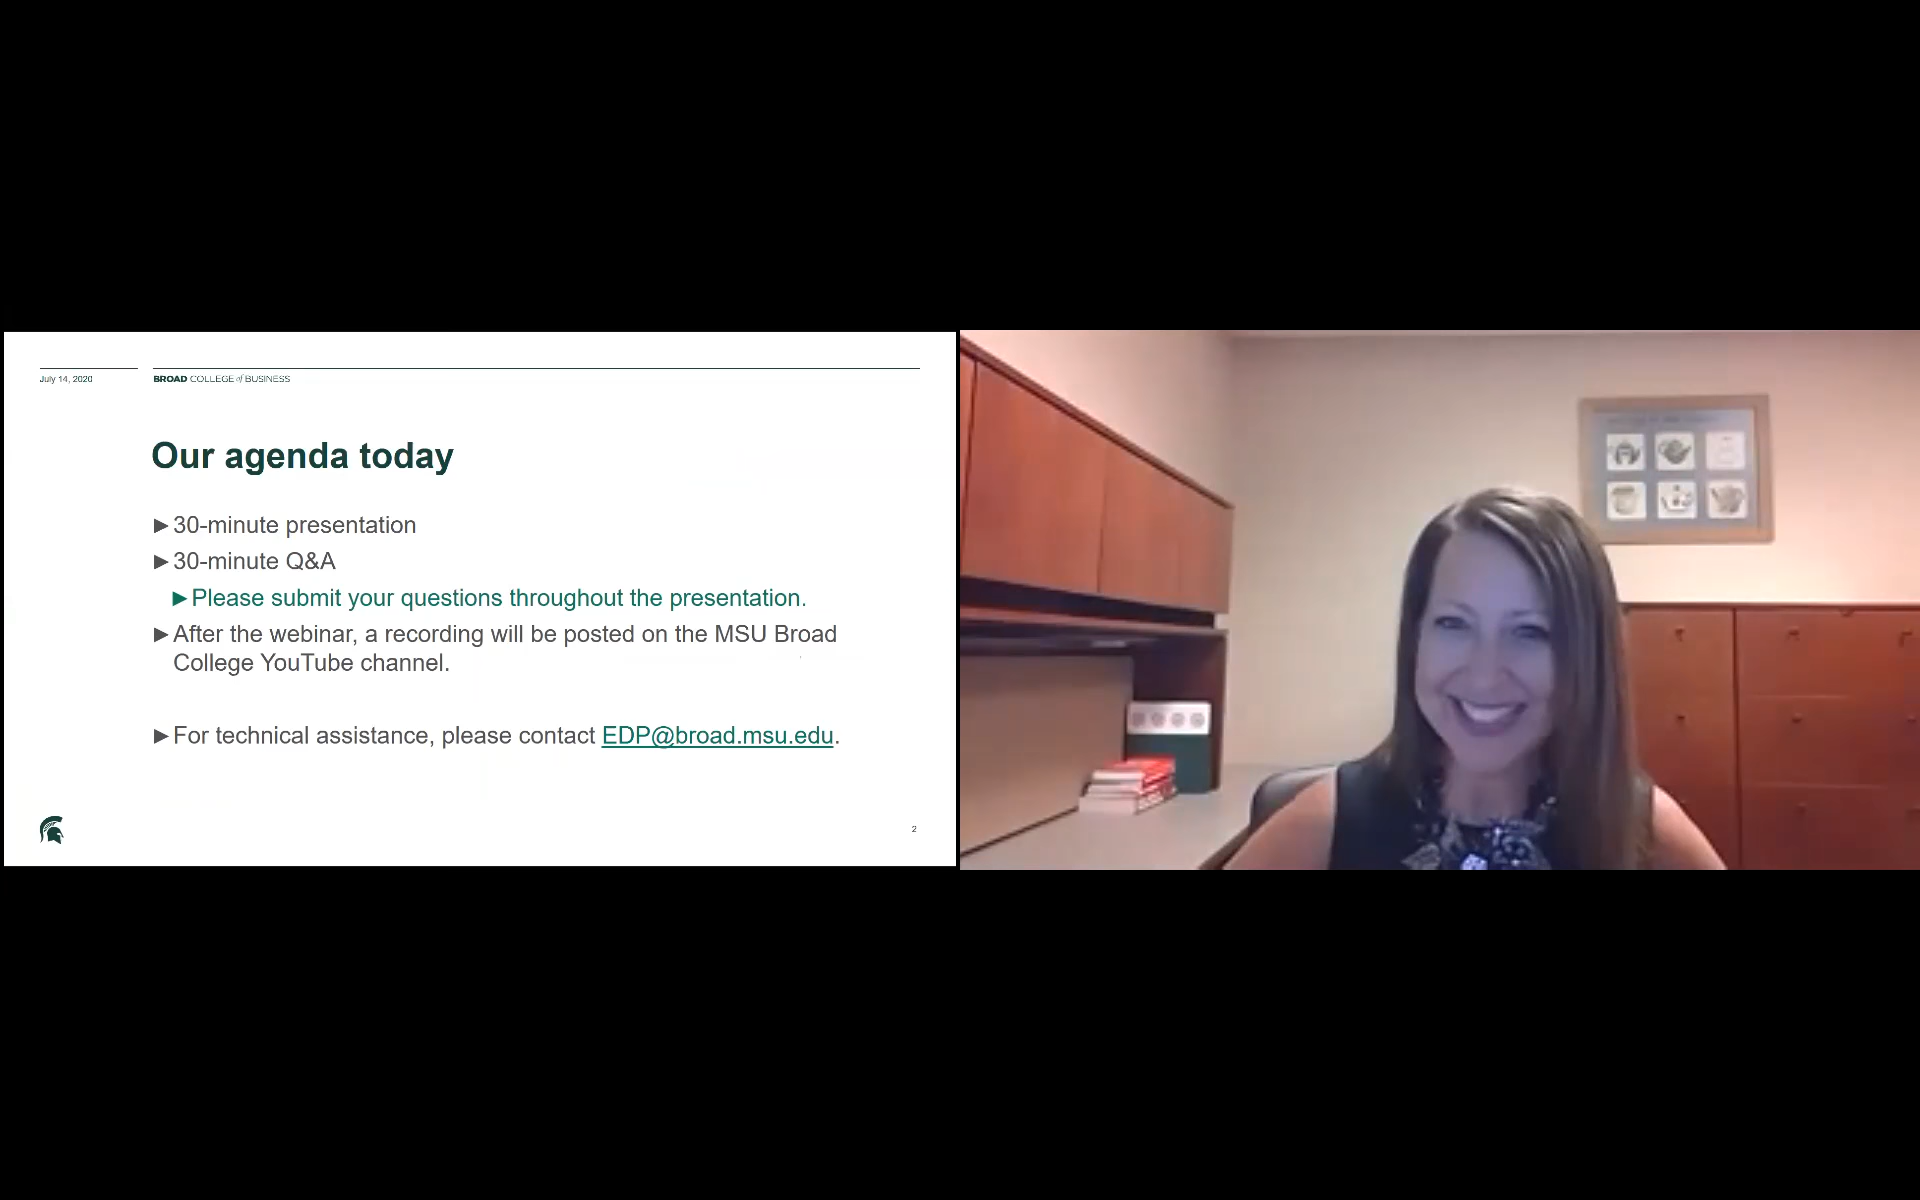 July 14, 2020
BROAD COLLEGE of BUSINESS
Our agenda today
►30-minute presentation
►30-minute Q&A
►Please submit your questions throughout the presentation.
►After the webinar, a recording will be posted on the MSU Broad
College YouTube channel.
►For technical assistance, please contact EDP@broad.msu.edu.
2